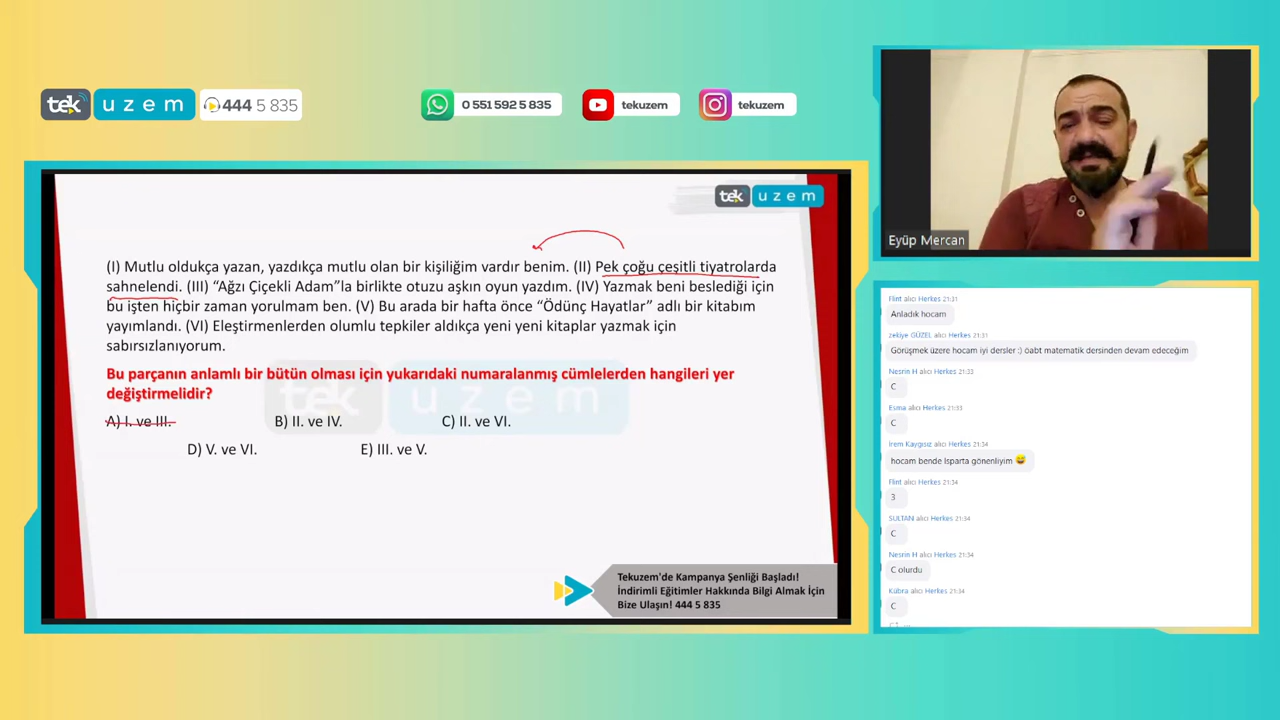 tek uzem 444 5 835
0 551 592 5 835
tekuzem
tekuzem
tek uzem
(I) Mutlu oldukça yazan, yazdıkça mutlu olan bir kişiliğim vardır benim. (II) Pek çoğu çeşitli tiyatrolarda
sahnelendi. (III) “Ağzı Çiçekli Adam”la birlikte otuzu aşkın oyun yazdım. (IV) Yazmak beni beslediği için
bu işten hiçbir zaman yorulmam ben. (V) Bu arada bir hafta önce “Ödünç Hayatlar” adlı bir kitabım
yayımlandı. (VI) Eleştirmenlerden olumlu tepkiler aldıkça yeni yeni kitaplar yazmak için
sabırsızlanıyorum.
Bu parçanın anlamlı bir bütün olması için yukarıdaki numaralanmış cümlelerden hangileri yer
değiştirmelidir?
A) I. ve III. B) II. ve IV. C) II. ve VI.
D) V. ve VI. E) III. ve V.
tek uzem
Tekuzem'de Kampanya Şenliği Başladı!
İndirimli Eğitimler Hakkında Bilgi Almak İçin
Bize Ulaşın! 444 5 835
Eyüp Mercan
Flint alıcı Herkes 21:31
Anladık hocam
zekiye GÜZEL alıcı Herkes 21:31
Görüşmek üzere hocam iyi dersler :) öabt matematik dersinden devam edeceğim
Nesrin H alıcı Herkes 21:33
C
Esma alıcı Herkes 21:33
C
İrem Kaygısız alıcı Herkes 21:34
hocam bende Isparta gönenliyim 😅
Flint alıcı Herkes 21:34
3
SULTAN alıcı Herkes 21:34
C
Nesrin H alıcı Herkes 21:34
C olurdu
Kübra alıcı Herkes 21:34
C